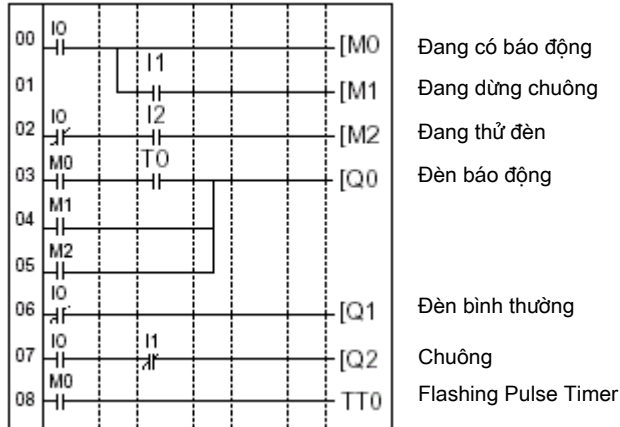 I0
00 [M0 Đang có báo động
I1
01 [M1 Đang dừng chuông
I0 I2
02 [M2 Đang thử đèn
M0 T0
03 [Q0 Đèn báo động
M1
04
M2
05
I0
06 [Q1 Đèn bình thường
I0 I1
07 [Q2 Chuông
M0
08 TT0 Flashing Pulse Timer